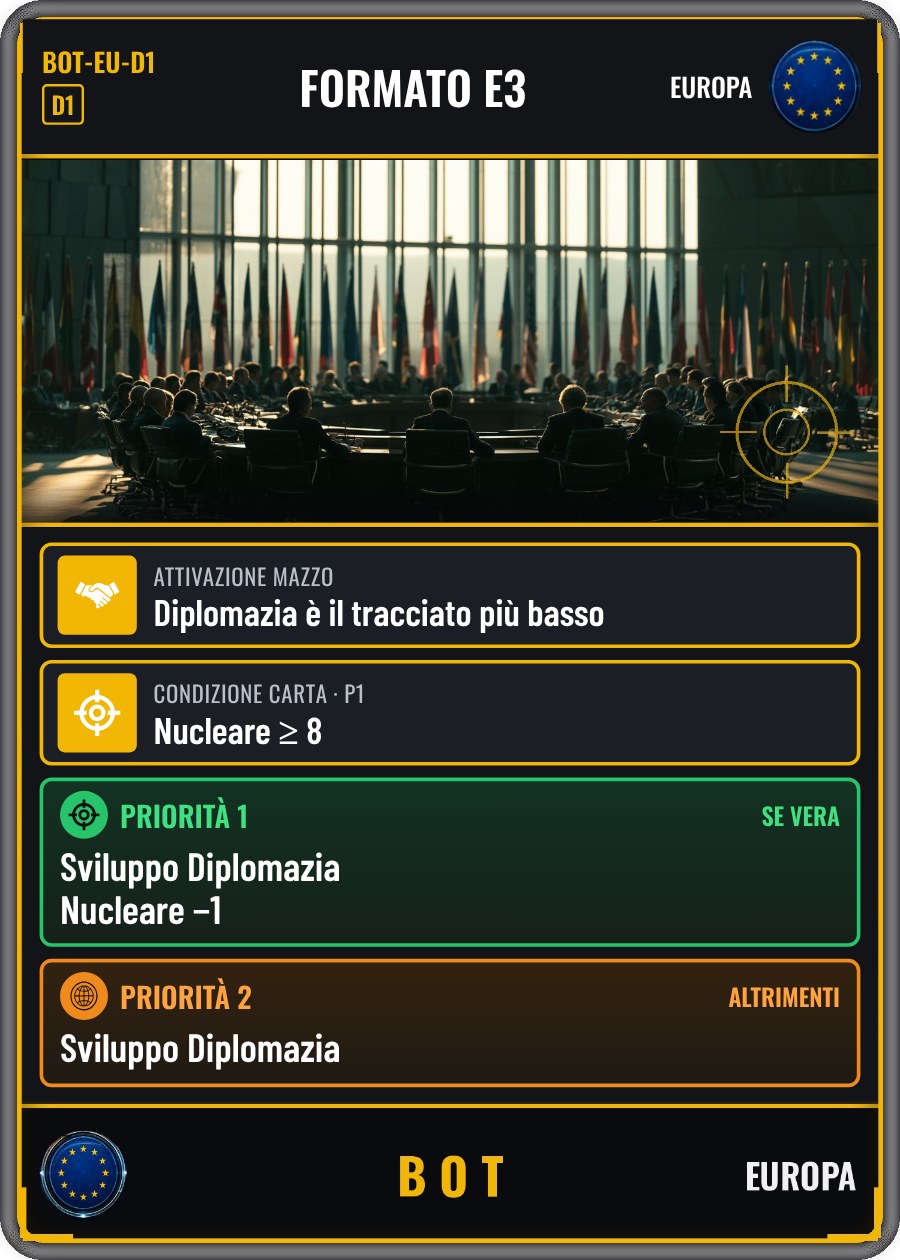 BOT-EU-D1
D1
FORMATO E3
EUROPA
ATTIVAZIONE MAZZO
Diplomazia è il tracciato più basso
CONDIZIONE CARTA · P1
Nucleare ≥ 8
PRIORITÀ 1
SE VERA
Sviluppo Diplomazia
Nucleare −1
PRIORITÀ 2
ALTRIMENTI
Sviluppo Diplomazia
BOT
EUROPA